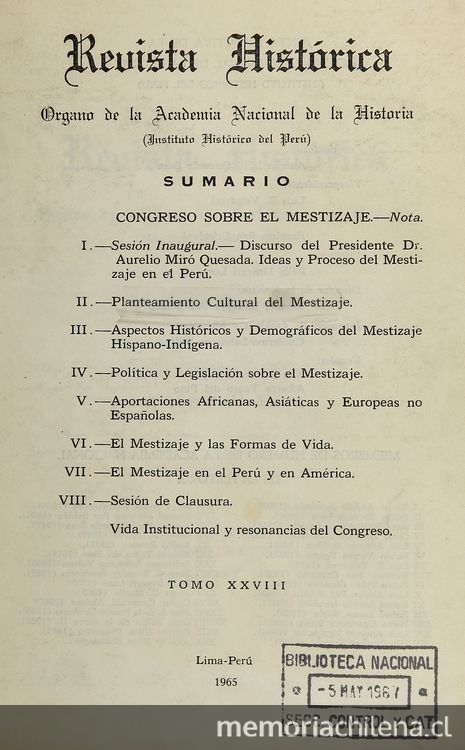 Revista Histórica
Organo de la Academia Nacional de la Historia
(Instituto Histórico del Perú)
SUMARIO
CONGRESO SOBRE EL MESTIZAJE.—Nota.
I.—Sesión Inaugural.— Discurso del Presidente Dr.
Aurelio Miró Quesada. Ideas y Proceso del Mesti-
zaje en el Perú.
II.—Planteamiento Cultural del Mestizaje.
III.—Aspectos Históricos y Demográficos del Mestizaje
Hispano-Indígena.
IV.—Política y Legislación sobre el Mestizaje.
V.—Aportaciones Africanas, Asiáticas y Europeas no
Españolas.
VI.—El Mestizaje y las Formas de Vida.
VII.—El Mestizaje en el Perú y en América.
VIII.—Sesión de Clausura.
Vida Institucional y resonancias del Congreso.
TOMO XXVIII
Lima-Perú
1965
BIBLIOTECA NACIONAL
-5 MAY 1967
SECC. CONTROL y CAT.
memoriachilena.cl